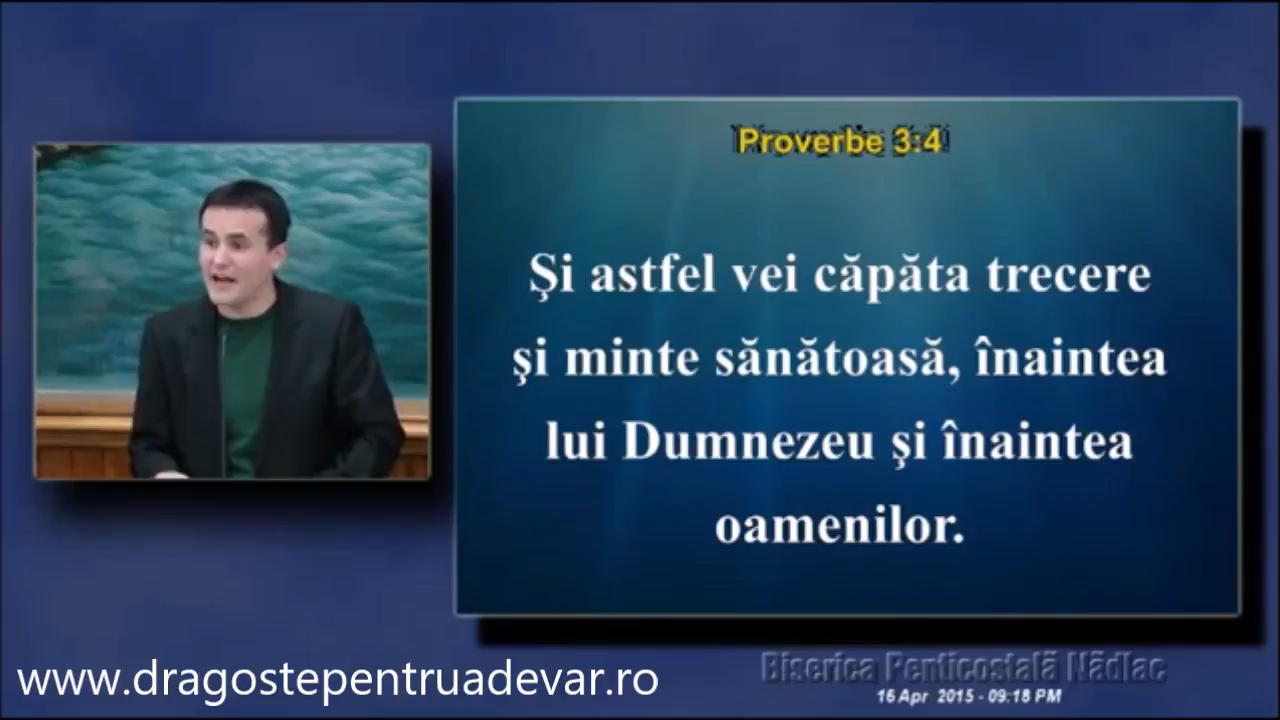 Proverbe 3:4
Şi astfel vei căpăta trecere
şi minte sănătoasă, înaintea
lui Dumnezeu şi înaintea
oamenilor.
www.dragostepentruadevar.ro
Biserica Penticostală Nădlac
16 Apr 2015 - 09:18 PM